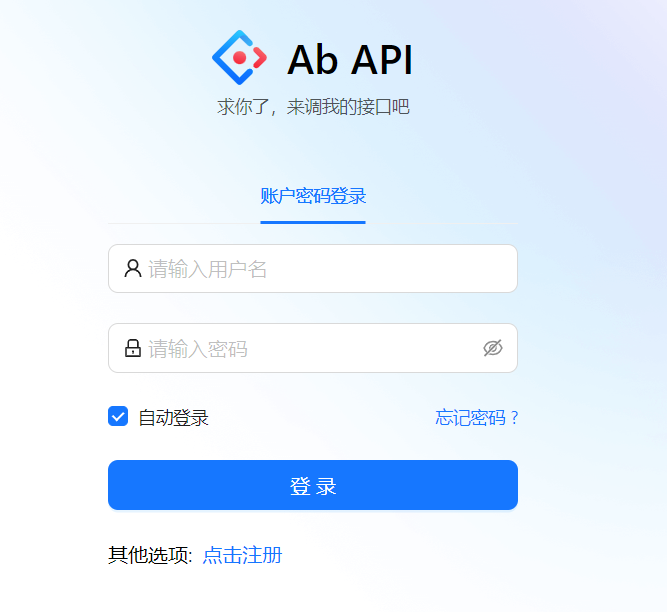 Ab API
求你了，来调我的接口吧
账户密码登录
请输入用户名
请输入密码
自动登录 忘记密码 ?
登 录
其他选项: 点击注册